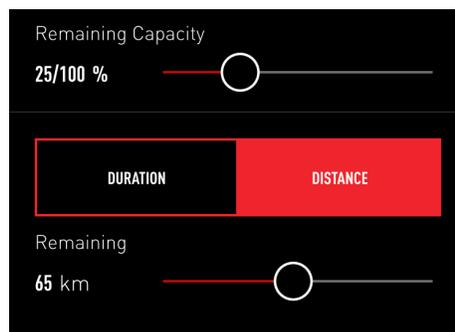 Remaining Capacity
25/100 %
DURATION DISTANCE
Remaining
65 km